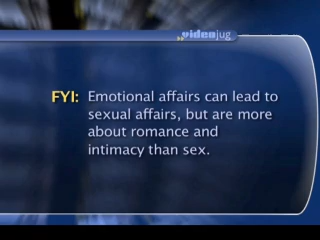 videojug
FYI: Emotional affairs can lead to
sexual affairs, but are more
about romance and
intimacy than sex.